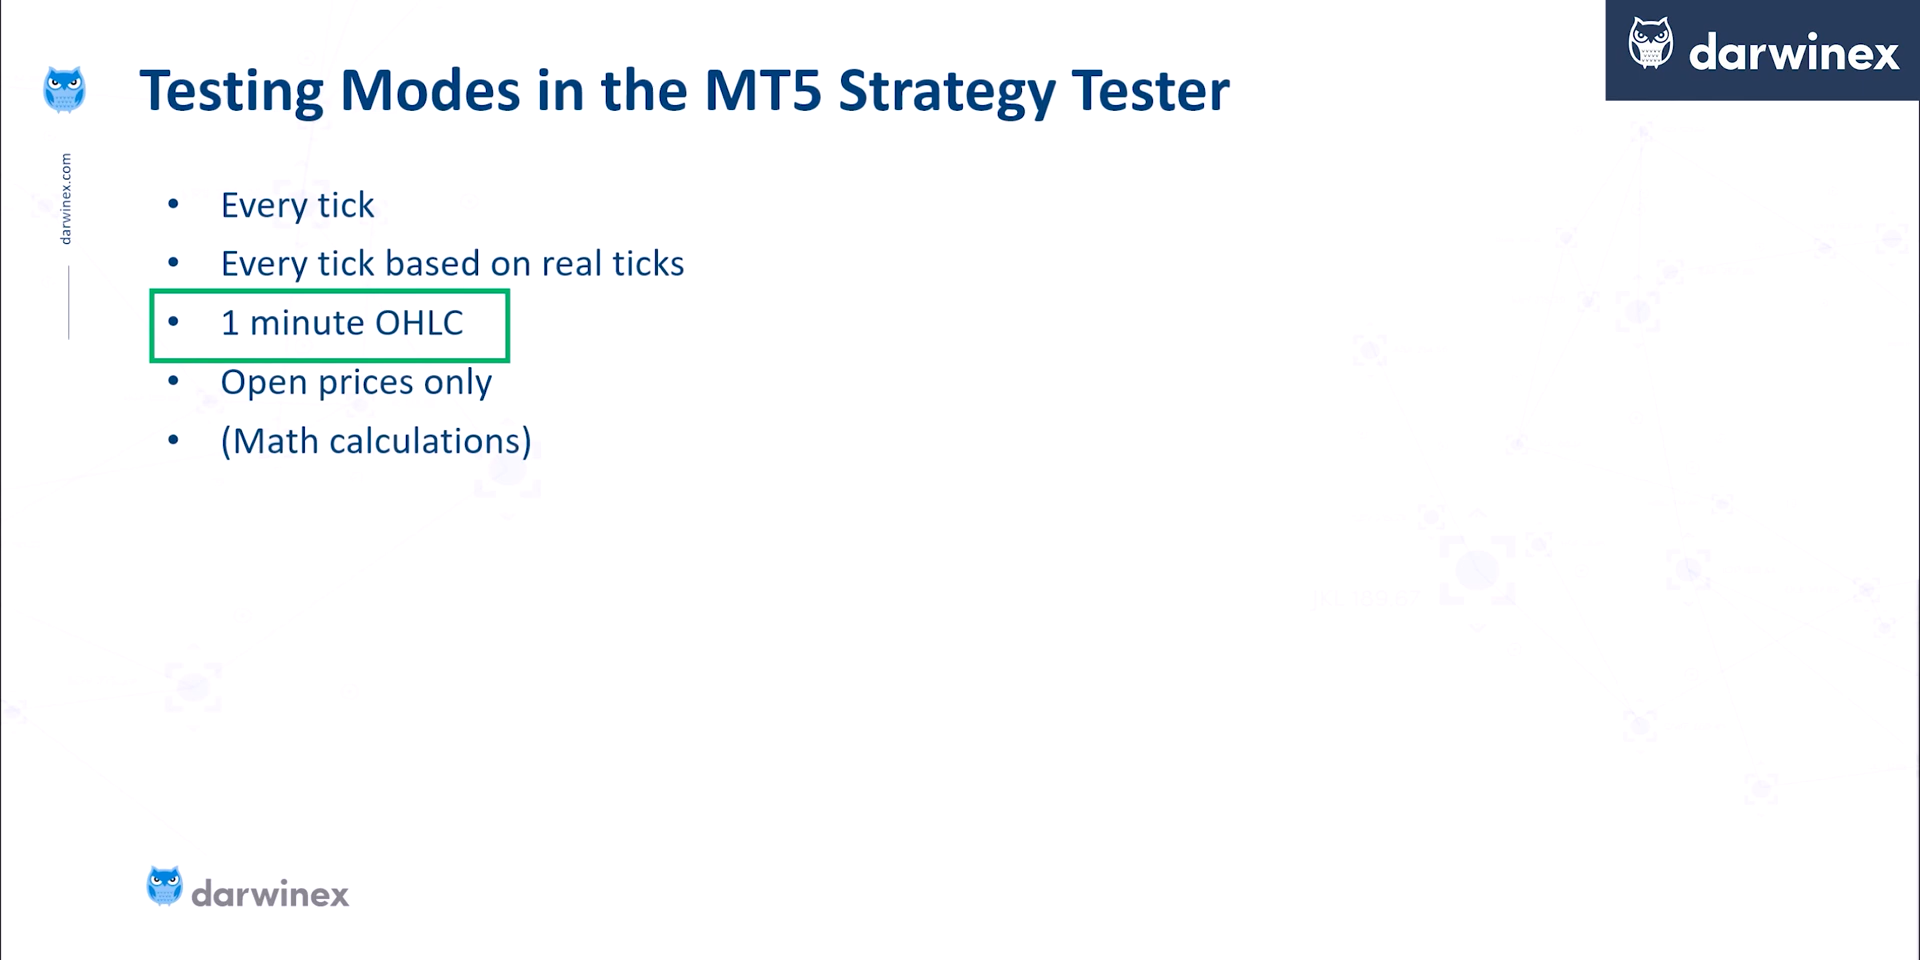 darwinex
Testing Modes in the MT5 Strategy Tester
darwinex.com
• Every tick
• Every tick based on real ticks
• 1 minute OHLC
• Open prices only
• (Math calculations)
darwinex